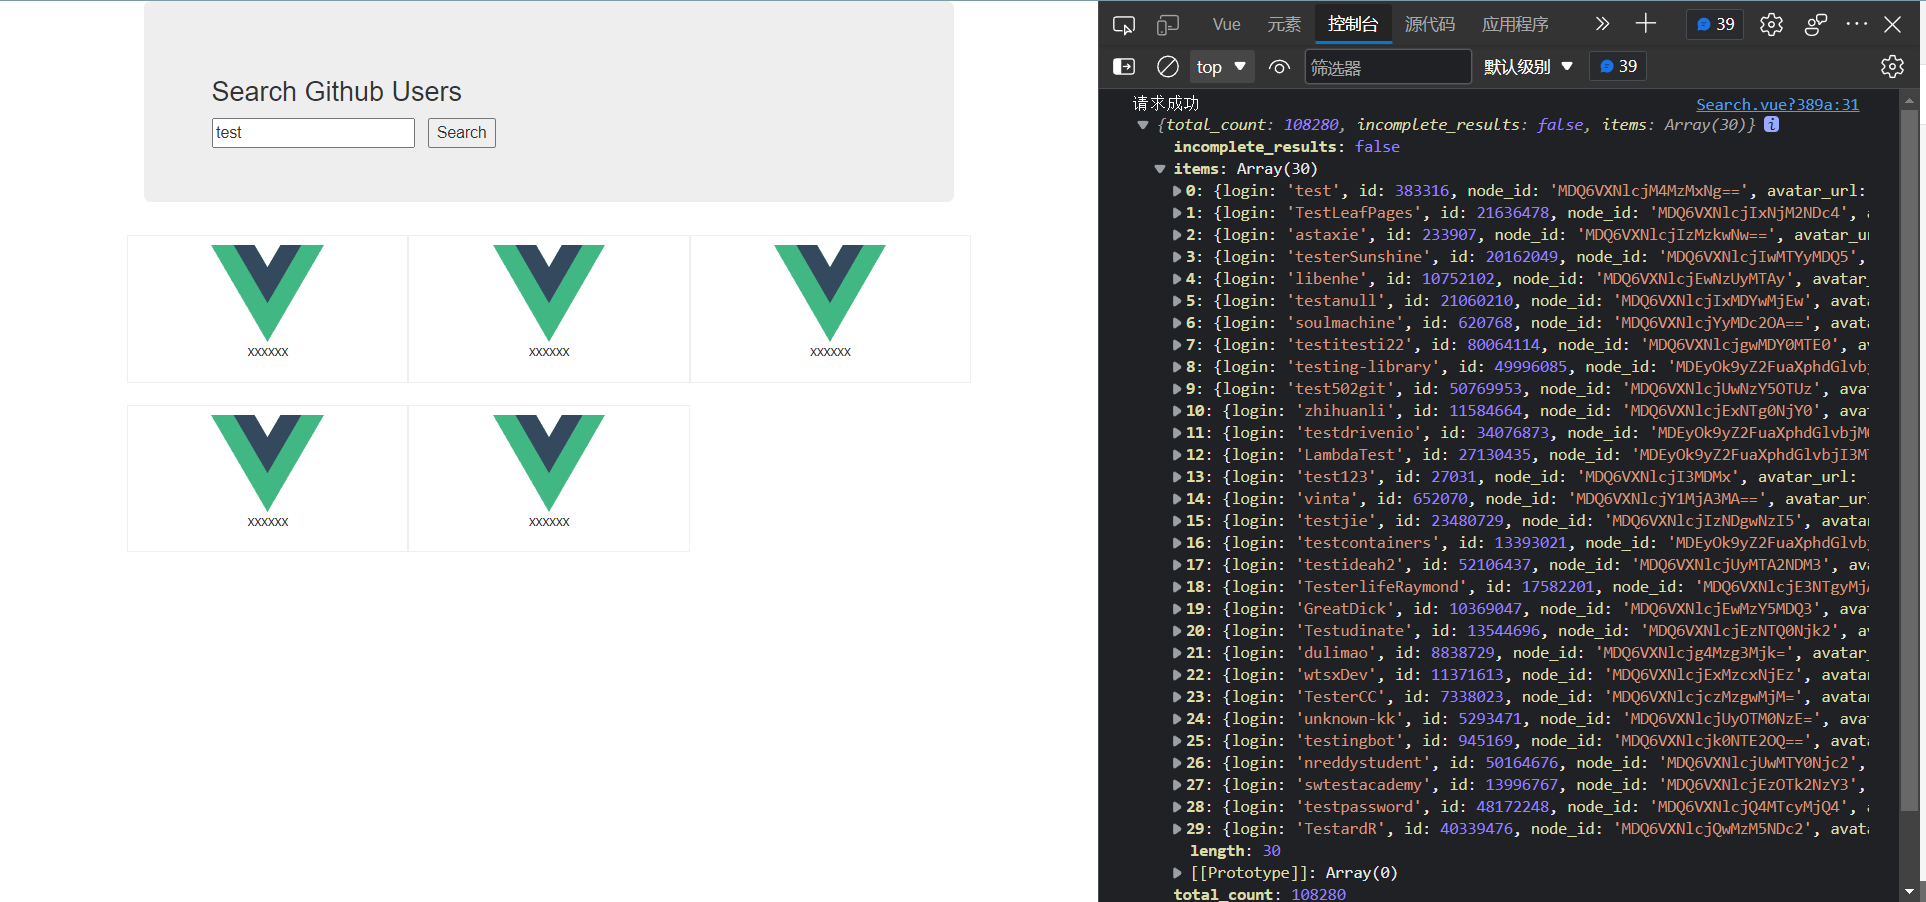 Search Github Users
test
Search
xxxxxx
xxxxxx
xxxxxx
xxxxxx
xxxxxx
Vue
元素
控制台
源代码
应用程序
39
top
筛选器
默认级别
39
请求成功
Search.vue?389a:31
{total_count: 108280, incomplete_results: false, items: Array(30)}
incomplete_results: false
items: Array(30)
0: {login: 'test', id: 383316, node_id: 'MDQ6VXNlcjM4MzMxNg==', avatar_url:
1: {login: 'TestLeafPages', id: 21636478, node_id: 'MDQ6VXNlcjIxNjM2NDc4', a
2: {login: 'astaxie', id: 233907, node_id: 'MDQ6VXNlcjIzMzkwNw==', avatar_ur
3: {login: 'testerSunshine', id: 20162049, node_id: 'MDQ6VXNlcjIwMTYyMDQ5',
4: {login: 'libenhe', id: 10752102, node_id: 'MDQ6VXNlcjEwNzUyMTAy', avatar_
5: {login: 'testanull', id: 21060210, node_id: 'MDQ6VXNlcjIxMDYwMjEw', avata
6: {login: 'soulmachine', id: 620768, node_id: 'MDQ6VXNlcjYyMDc2OA==', avata
7: {login: 'testitesti22', id: 80064114, node_id: 'MDQ6VXNlcjgwMDY0MTE0', av
8: {login: 'testing-library', id: 49996085, node_id: 'MDEyOk9yZ2FuaXphdGlvbj
9: {login: 'test502git', id: 50769953, node_id: 'MDQ6VXNlcjUwNzY5OTUz', avat
10: {login: 'zhihuanli', id: 11584664, node_id: 'MDQ6VXNlcjExNTg0NjY0', avat
11: {login: 'testdrivenio', id: 34076873, node_id: 'MDEyOk9yZ2FuaXphdGlvbjM0
12: {login: 'LambdaTest', id: 27130435, node_id: 'MDEyOk9yZ2FuaXphdGlvbjI3MT
13: {login: 'test123', id: 27031, node_id: 'MDQ6VXNlcjI3MDMx', avatar_url:
14: {login: 'vinta', id: 652070, node_id: 'MDQ6VXNlcjY1MjA3MA==', avatar_url
15: {login: 'testjie', id: 23480729, node_id: 'MDQ6VXNlcjIzNDgwNzI5', avatar
16: {login: 'testcontainers', id: 13393021, node_id: 'MDEyOk9yZ2FuaXphdGlvbj
17: {login: 'testideah2', id: 52106437, node_id: 'MDQ6VXNlcjUyMTA2NDM3', ava
18: {login: 'TesterlifeRaymond', id: 17582201, node_id: 'MDQ6VXNlcjE3NTgyMjA
19: {login: 'GreatDick', id: 10369047, node_id: 'MDQ6VXNlcjEwMzY5MDQ3', avat
20: {login: 'Testudinate', id: 13544696, node_id: 'MDQ6VXNlcjEzNTQ0Njk2', av
21: {login: 'dulimao', id: 8838729, node_id: 'MDQ6VXNlcjg4Mzg3Mjk=', avatar_
22: {login: 'wtsxDev', id: 11371613, node_id: 'MDQ6VXNlcjExMzcxNjEz', avatar
23: {login: 'TesterCC', id: 7338023, node_id: 'MDQ6VXNlcjczMzgwMjM=', avatar
24: {login: 'unknown-kk', id: 5293471, node_id: 'MDQ6VXNlcjUyOTM0NzE=', avat
25: {login: 'testingbot', id: 945169, node_id: 'MDQ6VXNlcjk0NTE2OQ==', avata
26: {login: 'nreddystudent', id: 50164676, node_id: 'MDQ6VXNlcjUwMTY0Njc2',
27: {login: 'swtestacademy', id: 13996767, node_id: 'MDQ6VXNlcjEzOTk2NzY3',
28: {login: 'testpassword', id: 48172248, node_id: 'MDQ6VXNlcjQ4MTcyMjQ4', a
29: {login: 'TestardR', id: 40339476, node_id: 'MDQ6VXNlcjQwMzM5NDc2', avata
length: 30
[[Prototype]]: Array(0)
total_count: 108280